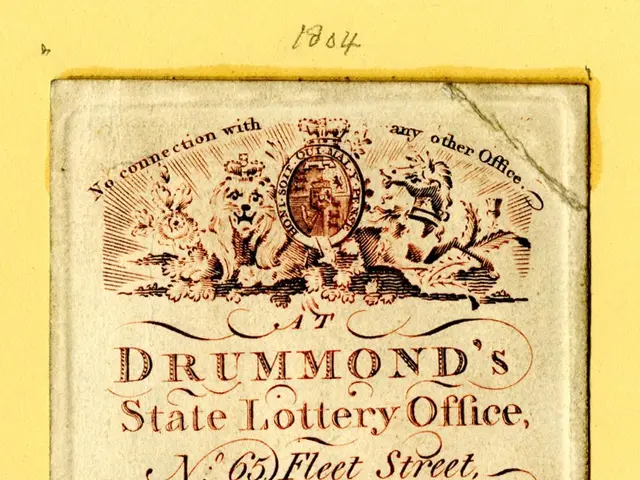 1804
No connection with any other Office.
HONI SOIT QUI MAL Y PENSE
AT
DRUMMOND's
State Lottery Office,
No. 65, Fleet Street,